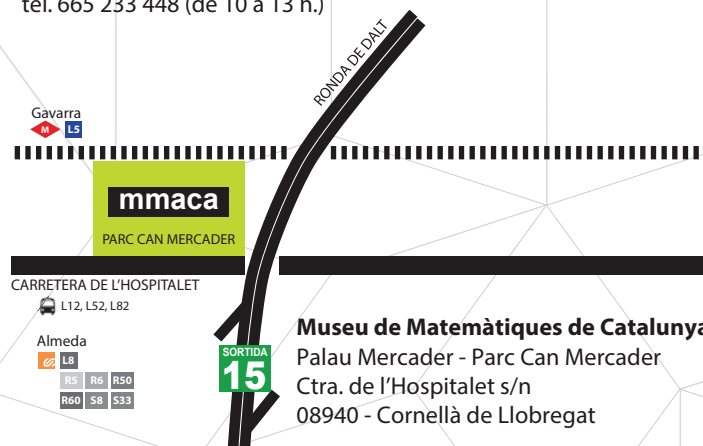 tel. 665 233 448 (de 10 a 13 h.)
RONDA DE DALT
Gavarra
M L5
mmaca
PARC CAN MERCADER
CARRETERA DE L'HOSPITALET
L12, L52, L82
Almeda
L8
R5 R6 R50
R60 S8 S33
SORTIDA
15
Museu de Matemàtiques de Catalunya
Palau Mercader - Parc Can Mercader
Ctra. de l'Hospitalet s/n
08940 - Cornellà de Llobregat